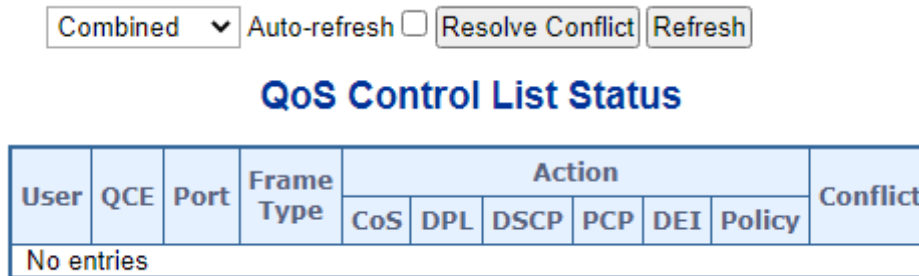 Combined Auto-refresh Resolve Conflict Refresh
QoS Control List Status
User QCE Port Frame Type Action Conflict
CoS DPL DSCP PCP DEI Policy
No entries